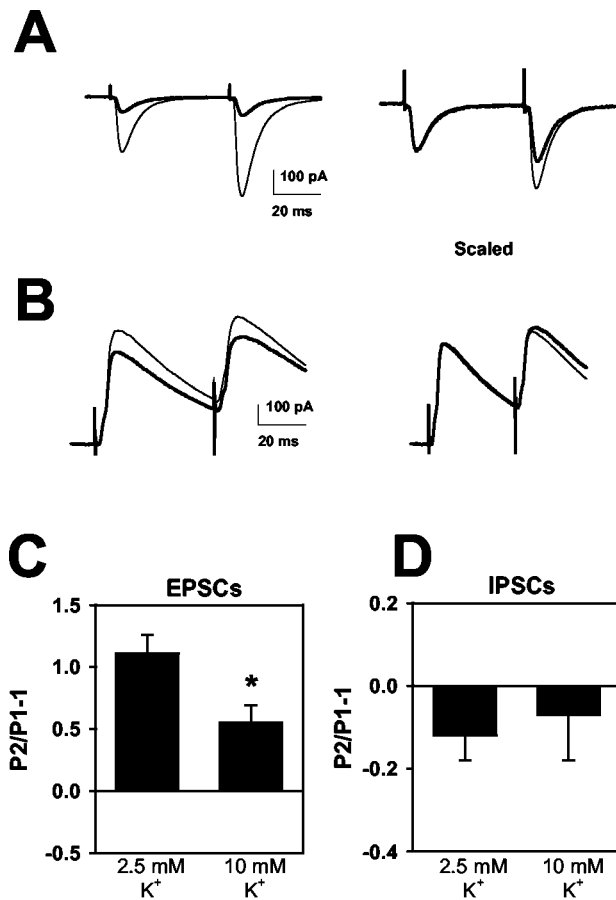 A
100 pA
20 ms
Scaled
B
100 pA
20 ms
C
EPSCs
P2/P1-1
1.5
1.0
0.5
0.0
-0.5
*
2.5 mM
K⁺
10 mM
K⁺
D
IPSCs
P2/P1-1
0.2
0.0
-0.2
-0.4
2.5 mM
K⁺
10 mM
K⁺